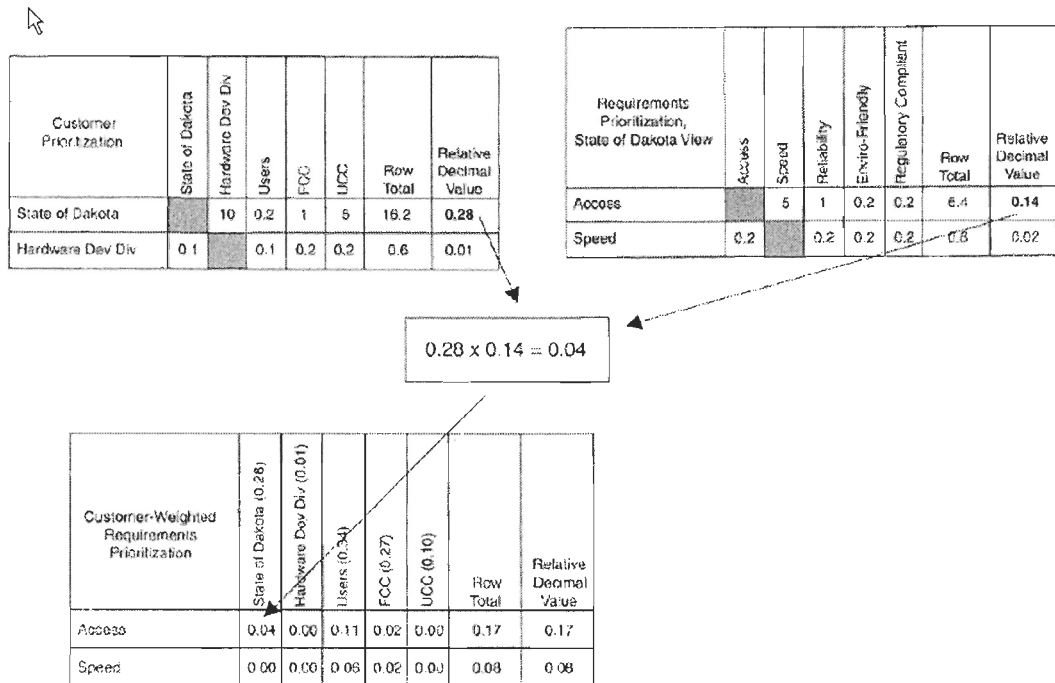 Customer
Prioritization
State of Dakota
Hardware Dev Div
Users
FCC
UCC
Row
Total
Relative
Decimal
Value
State of Dakota 10 0.2 1 5 16.2 0.28
Hardware Dev Div 0.1 0.1 0.2 0.2 0.6 0.01
Requirements
Prioritization,
State of Dakota View
Access
Speed
Reliability
Enviro-Friendly
Regulatory Compliant
Row
Total
Relative
Decimal
Value
Access 5 1 0.2 0.2 6.4 0.14
Speed 0.2 0.2 0.2 0.2 0.8 0.02
0.28 x 0.14 = 0.04
Customer-Weighted
Requirements
Prioritization
State of Dakota (0.28)
Hardware Dev Div (0.01)
Users (0.34)
FCC (0.27)
UCC (0.10)
Row
Total
Relative
Decimal
Value
Access 0.04 0.00 0.11 0.02 0.00 0.17 0.17
Speed 0.00 0.00 0.06 0.02 0.00 0.08 0.08